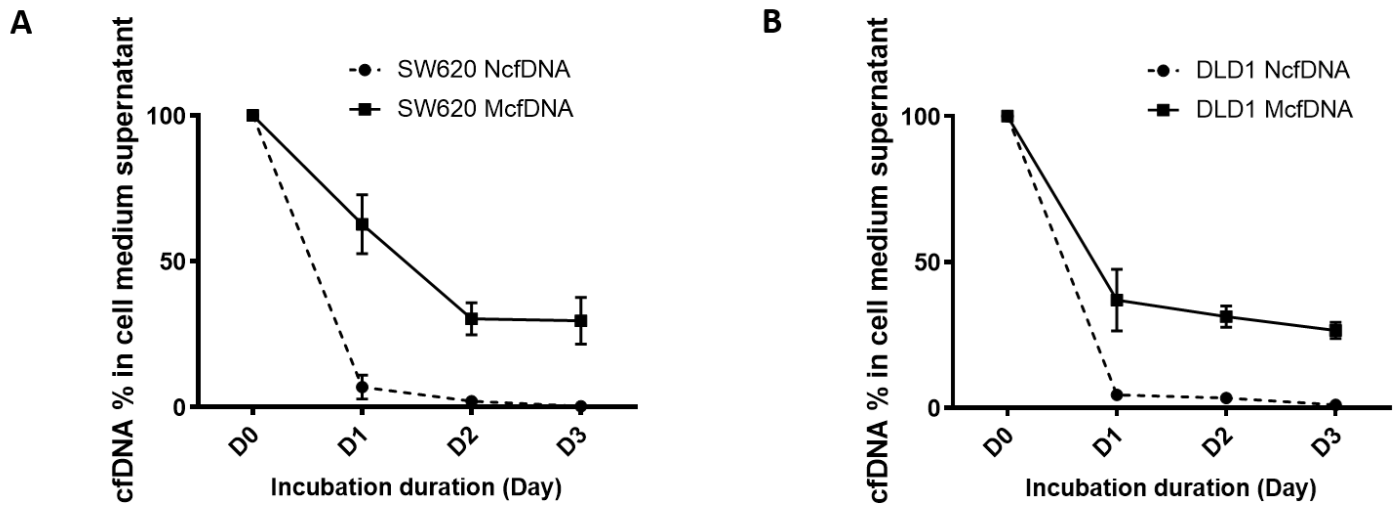 A
cfDNA % in cell medium supernatant
SW620 NcfDNA
SW620 McfDNA
100
50
0
D0
D1
D2
D3
Incubation duration (Day)
B
cfDNA % in cell medium supernatant
DLD1 NcfDNA
DLD1 McfDNA
100
50
0
D0
D1
D2
D3
Incubation duration (Day)